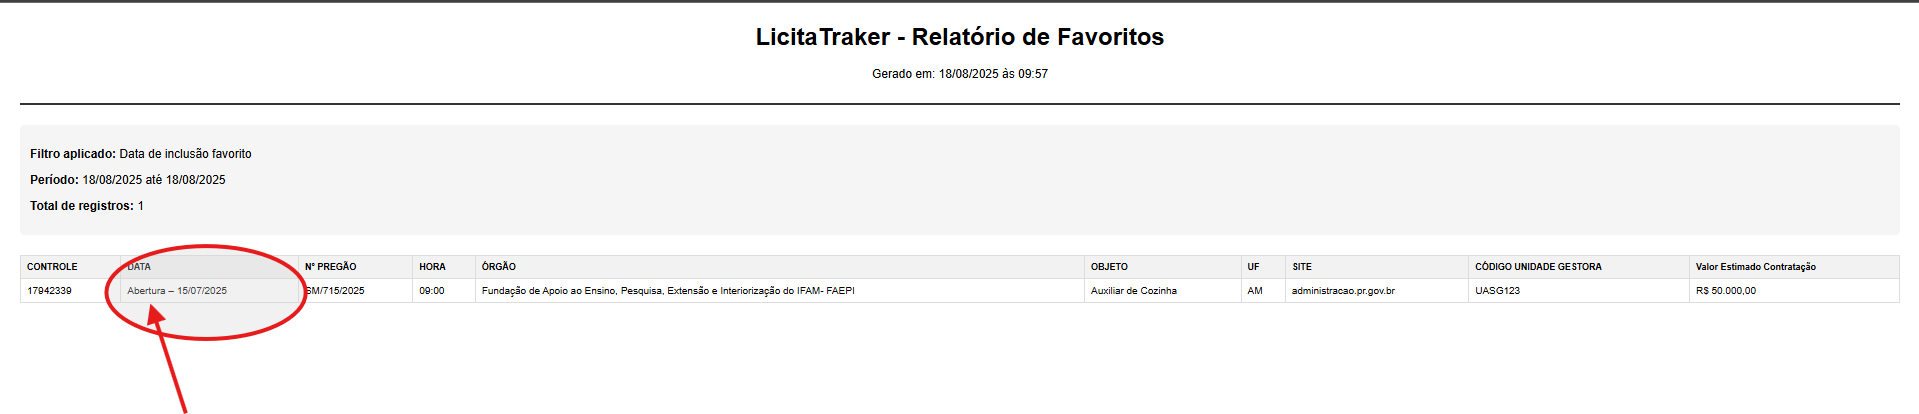 LicitaTraker - Relatório de Favoritos
Gerado em: 18/08/2025 às 09:57
Filtro aplicado: Data de inclusão favorito
Período: 18/08/2025 até 18/08/2025
Total de registros: 1
CONTROLE DATA Nº PREGÃO HORA ÓRGÃO OBJETO UF SITE CÓDIGO UNIDADE GESTORA Valor Estimado Contratação
17942339 Abertura – 15/07/2025 SM/715/2025 09:00 Fundação de Apoio ao Ensino, Pesquisa, Extensão e Interiorização do IFAM- FAEPI Auxiliar de Cozinha AM administracao.pr.gov.br UASG123 R$ 50.000,00